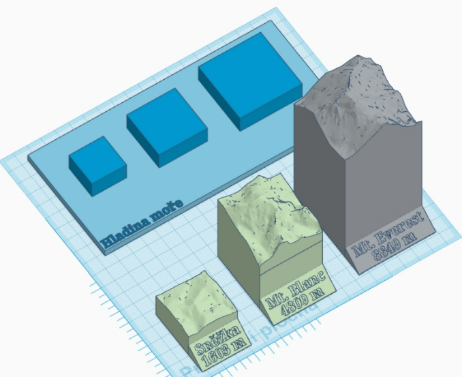 Hladina moře
Mt. Everest
8849 m
Mt. Blanc
4809 m
Sněžka
1603 m